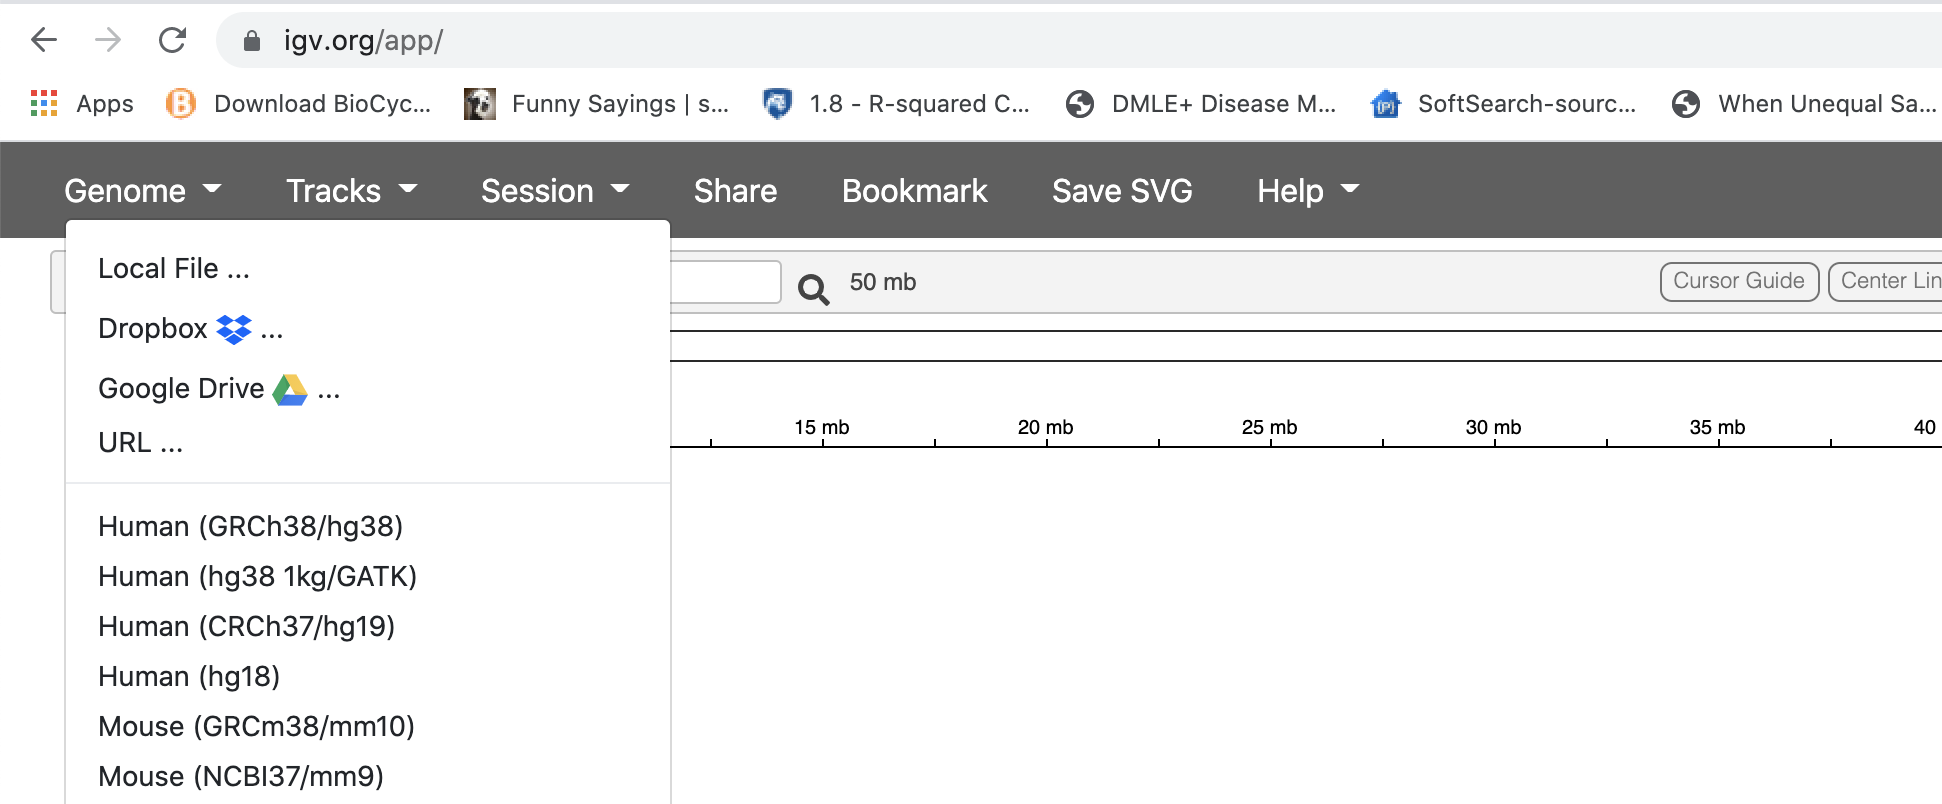 igv.org/app/
Apps Download BioCyc... Funny Sayings | s... 1.8 - R-squared C... DMLE+ Disease M... SoftSearch-sourc... When Unequal Sa...
Genome Tracks Session Share Bookmark Save SVG Help
Local File ...
50 mb Cursor Guide Center Lin
Dropbox ...
Google Drive ...
15 mb 20 mb 25 mb 30 mb 35 mb 40
URL ...
Human (GRCh38/hg38)
Human (hg38 1kg/GATK)
Human (CRCh37/hg19)
Human (hg18)
Mouse (GRCm38/mm10)
Mouse (NCBI37/mm9)